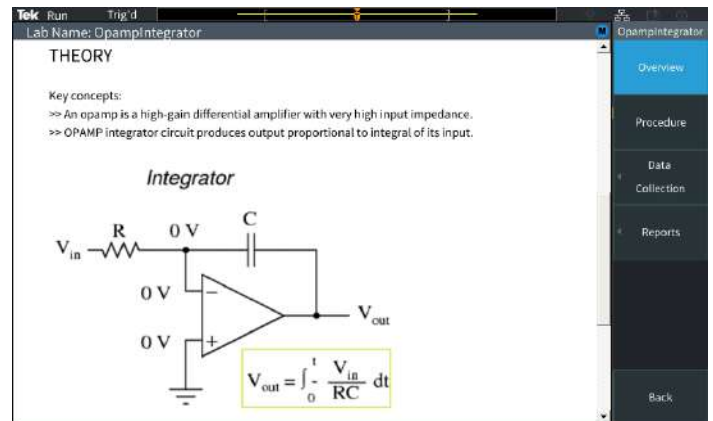 Tek Run Trig'd
Lab Name: OpampIntegrator
OpampIntegrator
THEORY
Key concepts:
>> An opamp is a high-gain differential amplifier with very high input impedance.
>> OPAMP integrator circuit produces output proportional to integral of its input.
Integrator
R 0 V C
Vin
0 V
Vout
0 V
Vout = ∫ 0 t - Vin/RC dt
Overview
Procedure
Data
Collection
Reports
Back